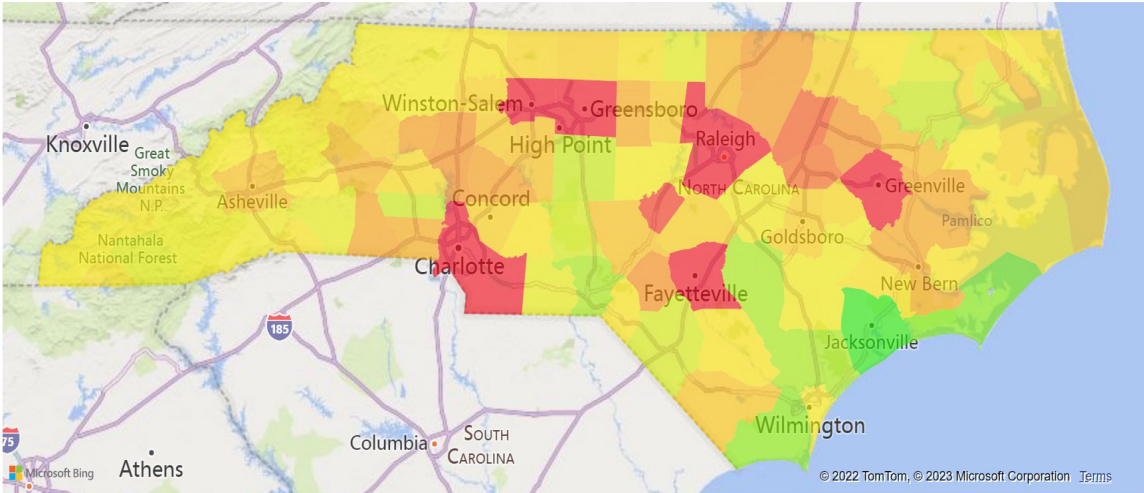 Winston-Salem
Greensboro
Knoxville
High Point
Raleigh
Great
Smoky
Mountains
N.P.
NORTH CAROLINA
Greenville
Asheville
Concord
Pamlico
Goldsboro
Nantahala
National Forest
Charlotte
Fayetteville
New Bern
185
Jacksonville
Wilmington
75
Columbia
SOUTH
CAROLINA
Athens
Microsoft Bing
© 2022 TomTom, © 2023 Microsoft Corporation Terms